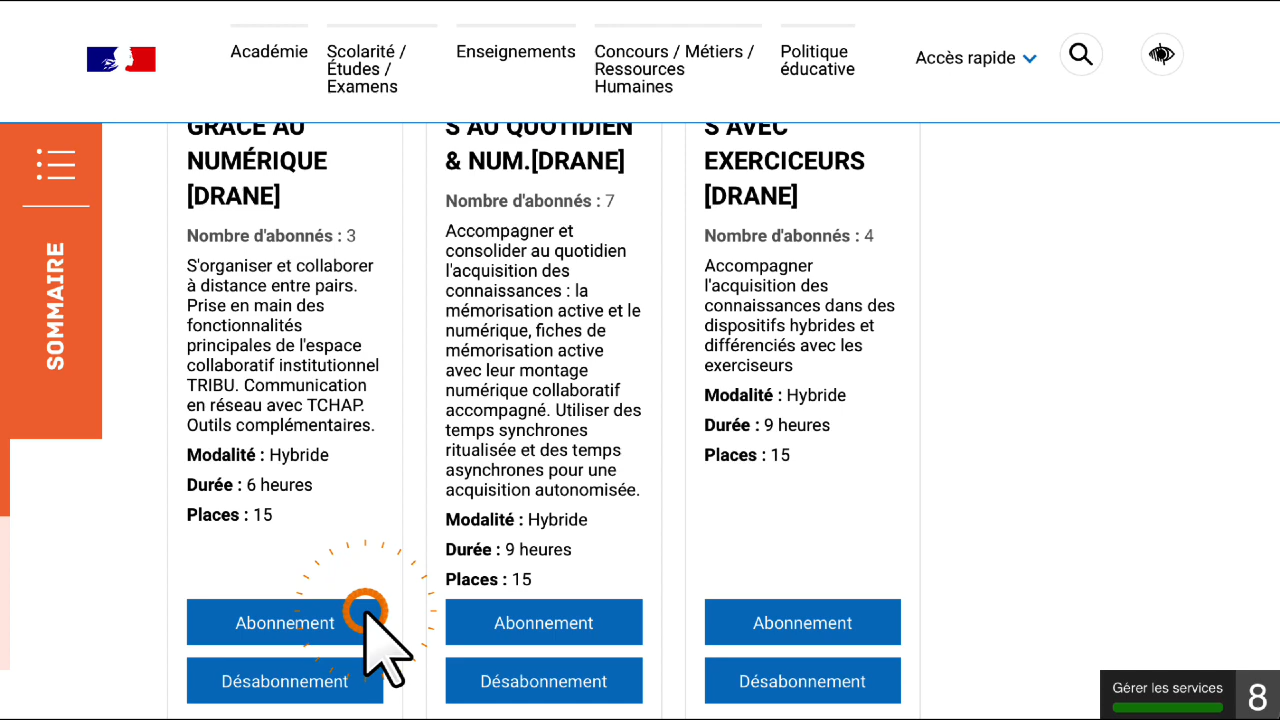 Académie
Scolarité /
Études /
Examens
Enseignements
Concours / Métiers /
Ressources
Humaines
Politique
éducative
Accès rapide
SOMMAIRE
GRÂCE AU
NUMÉRIQUE
[DRANE]
Nombre d'abonnés : 3
S'organiser et collaborer
à distance entre pairs.
Prise en main des
fonctionnalités
principales de l'espace
collaboratif institutionnel
TRIBU. Communication
en réseau avec TCHAP.
Outils complémentaires.
Modalité : Hybride
Durée : 6 heures
Places : 15
Abonnement
Désabonnement
S AU QUOTIDIEN
& NUM.[DRANE]
Nombre d'abonnés : 7
Accompagner et
consolider au quotidien
l'acquisition des
connaissances : la
mémorisation active et le
numérique, fiches de
mémorisation active
avec leur montage
numérique collaboratif
accompagné. Utiliser des
temps synchrones
ritualisée et des temps
asynchrones pour une
acquisition autonomisée.
Modalité : Hybride
Durée : 9 heures
Places : 15
Abonnement
Désabonnement
S AVEC
EXERCICEURS
[DRANE]
Nombre d'abonnés : 4
Accompagner
l'acquisition des
connaissances dans des
dispositifs hybrides et
différenciés avec les
exerciseurs
Modalité : Hybride
Durée : 9 heures
Places : 15
Abonnement
Désabonnement
Gérer les services
8